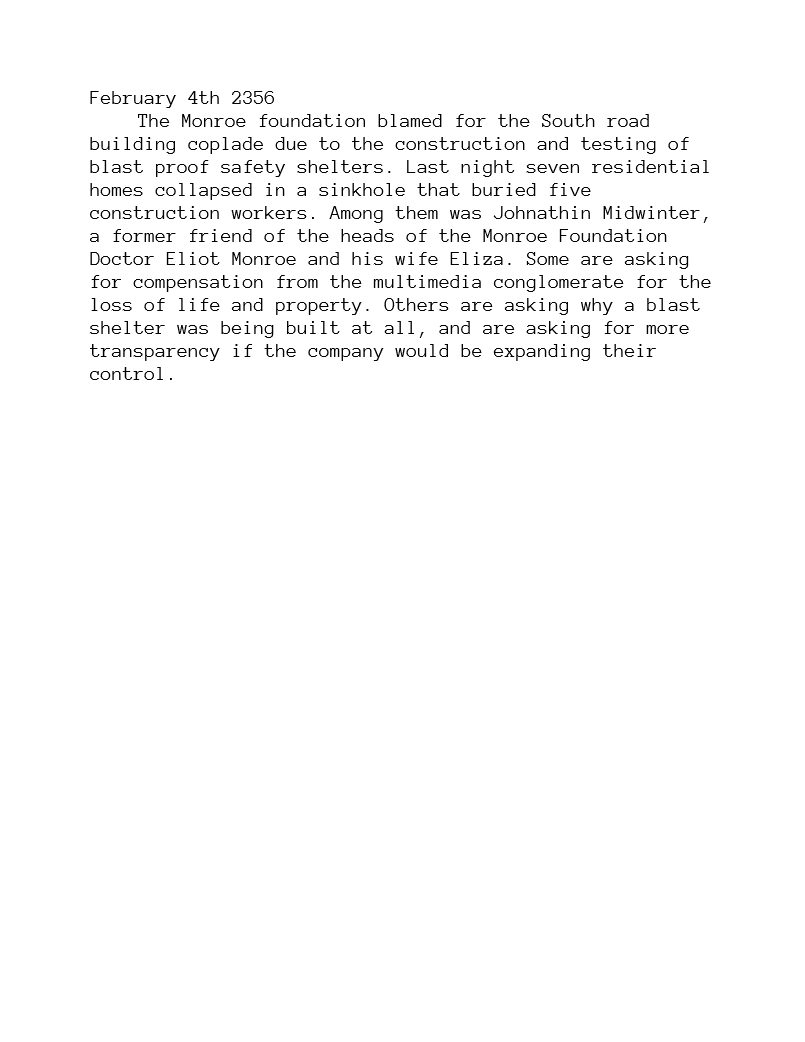 February 4th 2356
The Monroe foundation blamed for the South road
building coplade due to the construction and testing of
blast proof safety shelters. Last night seven residential
homes collapsed in a sinkhole that buried five
construction workers. Among them was Johnathin Midwinter,
a former friend of the heads of the Monroe Foundation
Doctor Eliot Monroe and his wife Eliza. Some are asking
for compensation from the multimedia conglomerate for the
loss of life and property. Others are asking why a blast
shelter was being built at all, and are asking for more
transparency if the company would be expanding their
control.